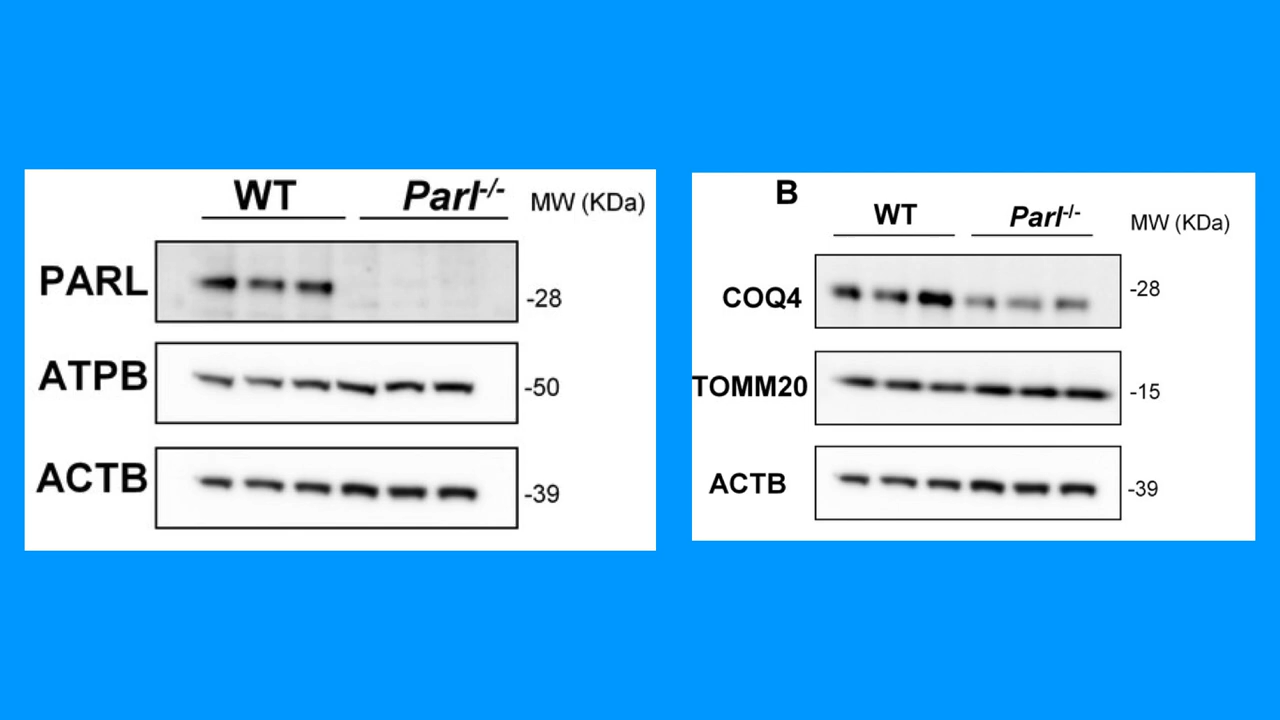 WT Parl-/- MW (KDa)
PARL -28
ATPB -50
ACTB -39
B
WT Parl-/- MW (KDa)
COQ4 -28
TOMM20 -15
ACTB -39